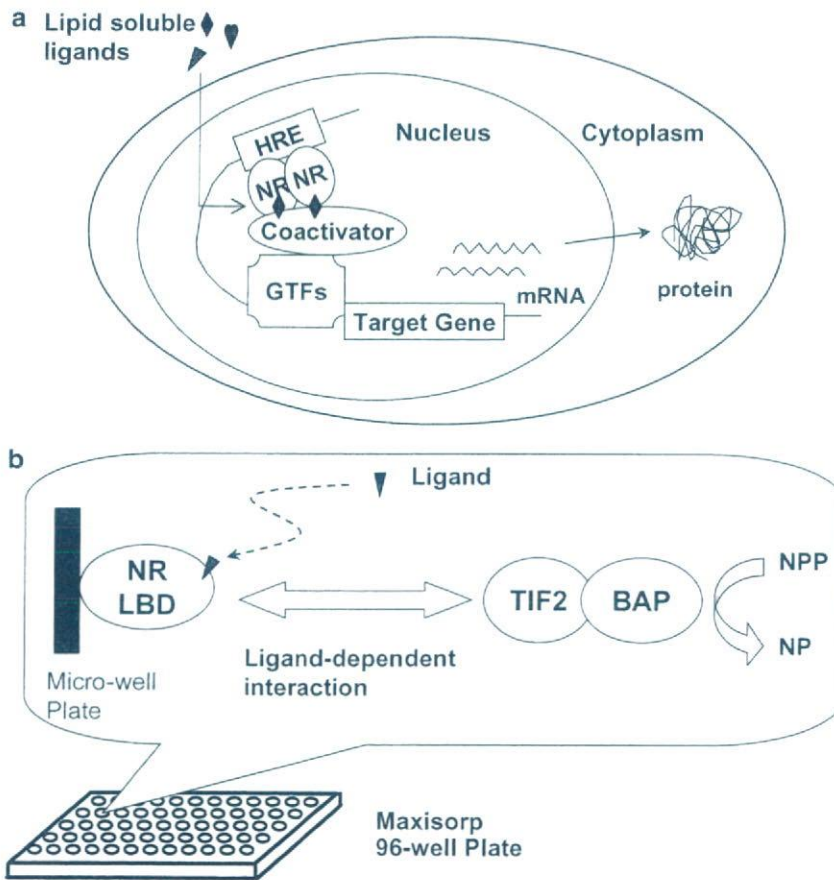 a
Lipid soluble
ligands
HRE
NR
NR
Nucleus
Cytoplasm
Coactivator
GTFs
mRNA
protein
Target Gene
b
Ligand
NR
LBD
TIF2
BAP
NPP
NP
Ligand-dependent
interaction
Micro-well
Plate
Maxisorp
96-well Plate